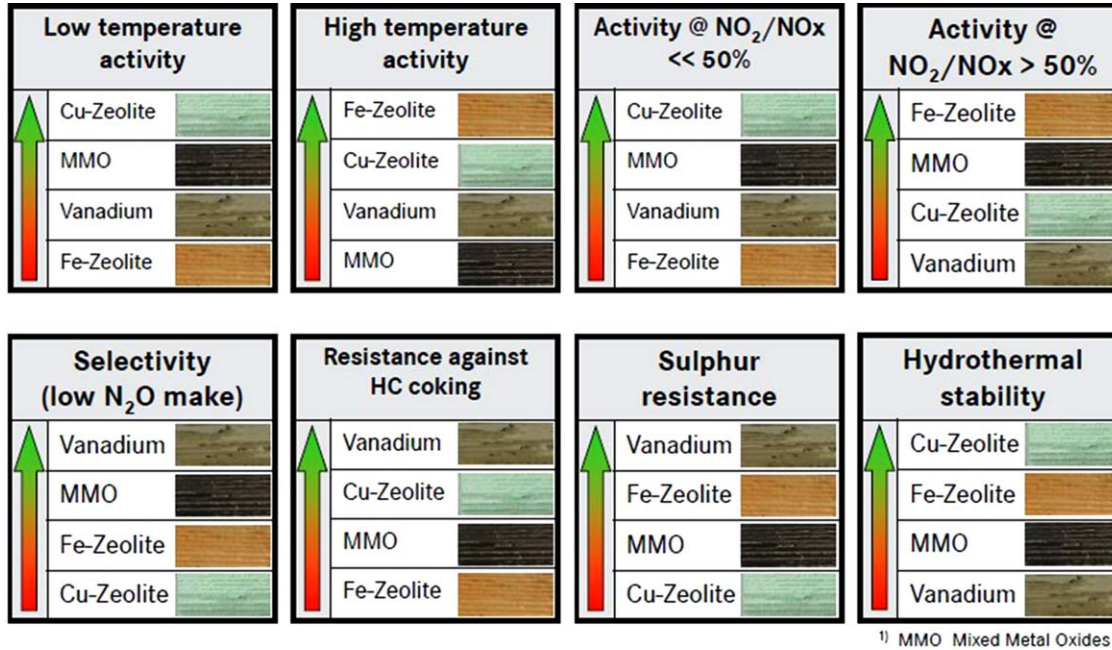 Low temperature
activity
Cu-Zeolite
MMO
Vanadium
Fe-Zeolite
High temperature
activity
Fe-Zeolite
Cu-Zeolite
Vanadium
MMO
Activity @ NO₂/NOx
<< 50%
Cu-Zeolite
MMO
Vanadium
Fe-Zeolite
Activity @
NO₂/NOx > 50%
Fe-Zeolite
MMO
Cu-Zeolite
Vanadium
Selectivity
(low N₂O make)
Vanadium
MMO
Fe-Zeolite
Cu-Zeolite
Resistance against
HC coking
Vanadium
Cu-Zeolite
MMO
Fe-Zeolite
Sulphur
resistance
Vanadium
Fe-Zeolite
MMO
Cu-Zeolite
Hydrothermal
stability
Cu-Zeolite
Fe-Zeolite
MMO
Vanadium
¹⁾ MMO Mixed Metal Oxides